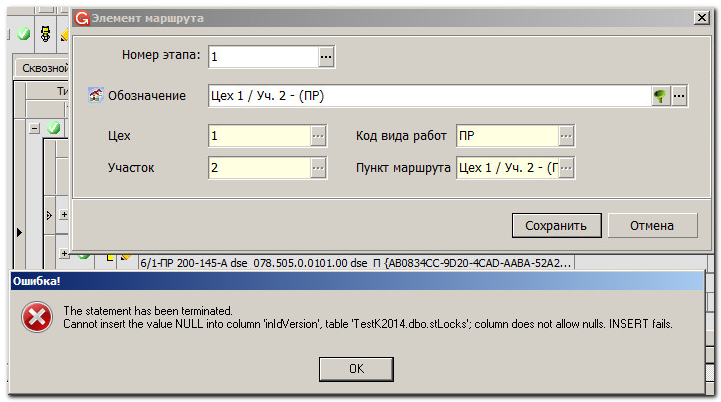 Элемент маршрута
Номер этапа: 1 ...
Сквозной
Обозначение Цех 1 / Уч. 2 - (ПР) ...
Ти
Цех 1 ... Код вида работ ПР ...
Участок 2 ... Пункт маршрута Цех 1 / Уч. 2 - (П ...
Сохранить Отмена
6/1-ПР 200-145-А dse 078.505.0.0101.00 dse П {AB0834CC-9D20-4CAD-AABA-52A2...
Ошибка!
The statement has been terminated.
Cannot insert the value NULL into column 'inIdVersion', table 'TestK2014.dbo.stLocks'; column does not allow nulls. INSERT fails.
OK